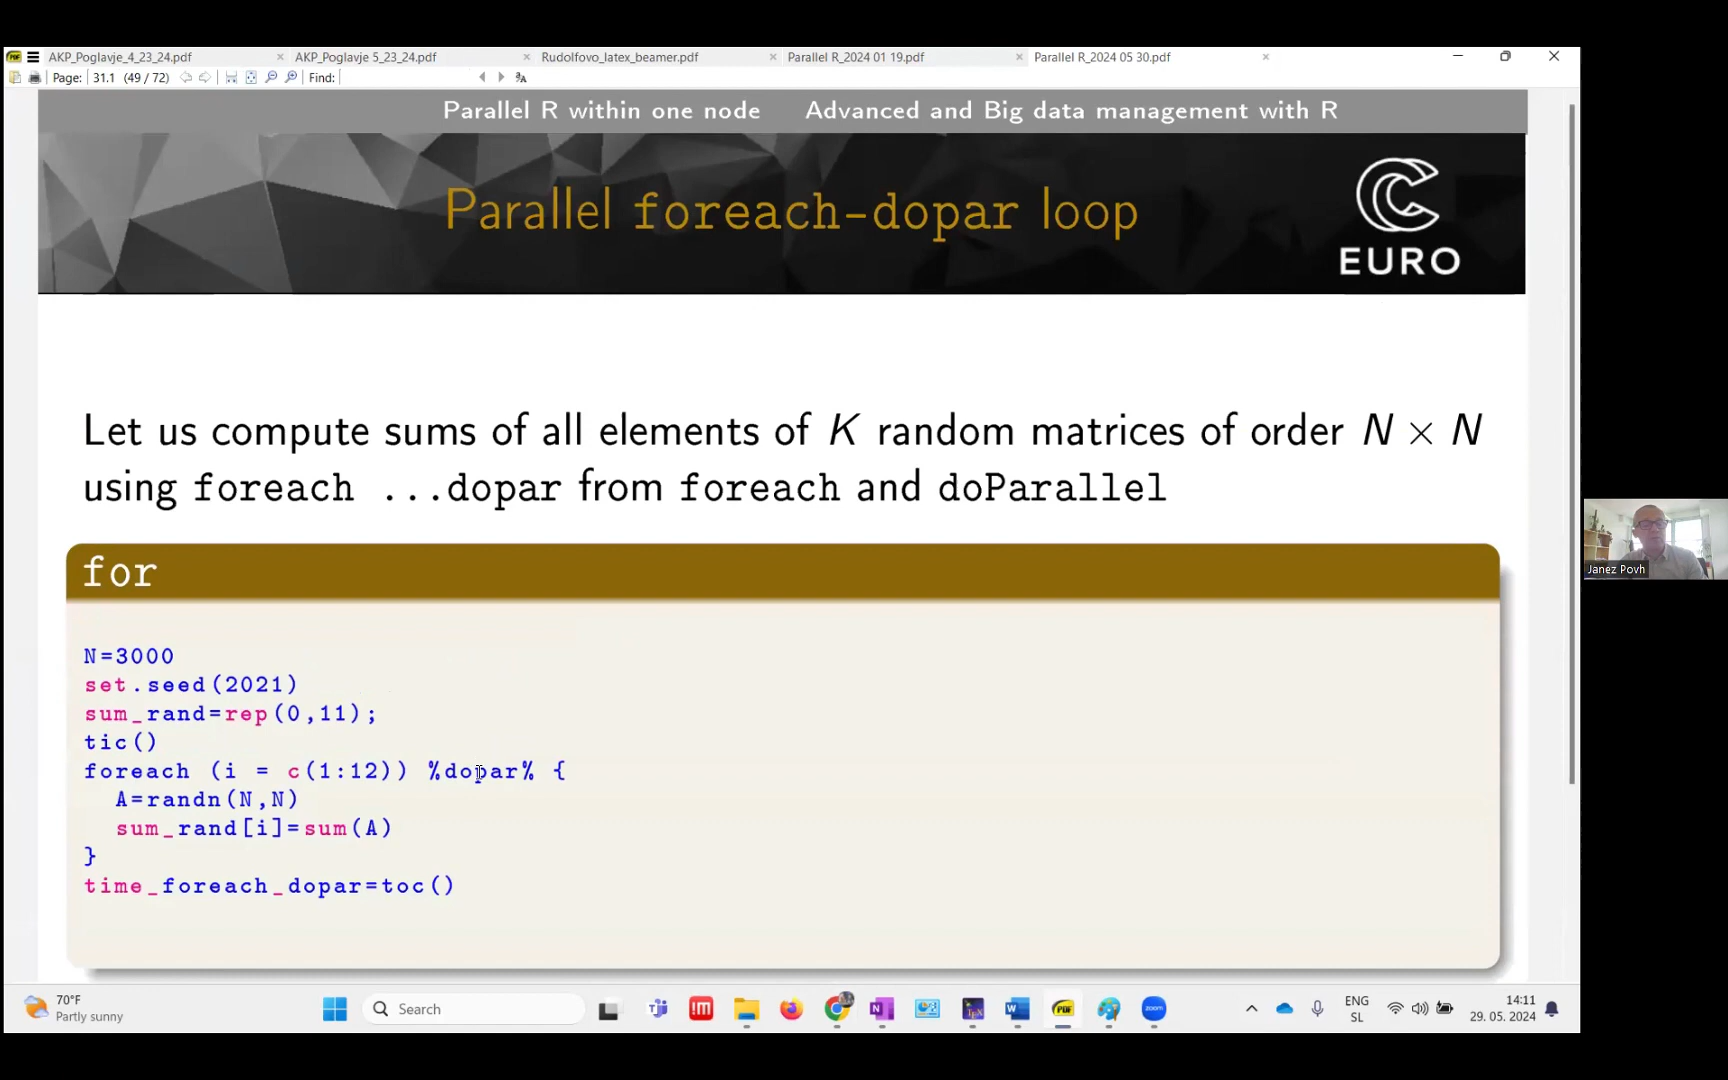 AKP_Poglavje_4_23_24.pdf
AKP_Poglavje 5_23_24.pdf
Rudolfovo_latex_beamer.pdf
Parallel R_2024 01 19.pdf
Parallel R_2024 05 30.pdf
Page: 31.1 (49 / 72) Find:
Parallel R within one node Advanced and Big data management with R
Parallel foreach-dopar loop
EURO
Let us compute sums of all elements of K random matrices of order N × N
using foreach ...dopar from foreach and doParallel
for
N=3000
set.seed(2021)
sum_rand=rep(0,11);
tic()
foreach (i = c(1:12)) %dopar% {
A=randn(N,N)
sum_rand[i]=sum(A)
}
time_foreach_dopar=toc()
Janez Povh
70°F
Partly sunny
Search
ENG
SL
14:11
29. 05. 2024